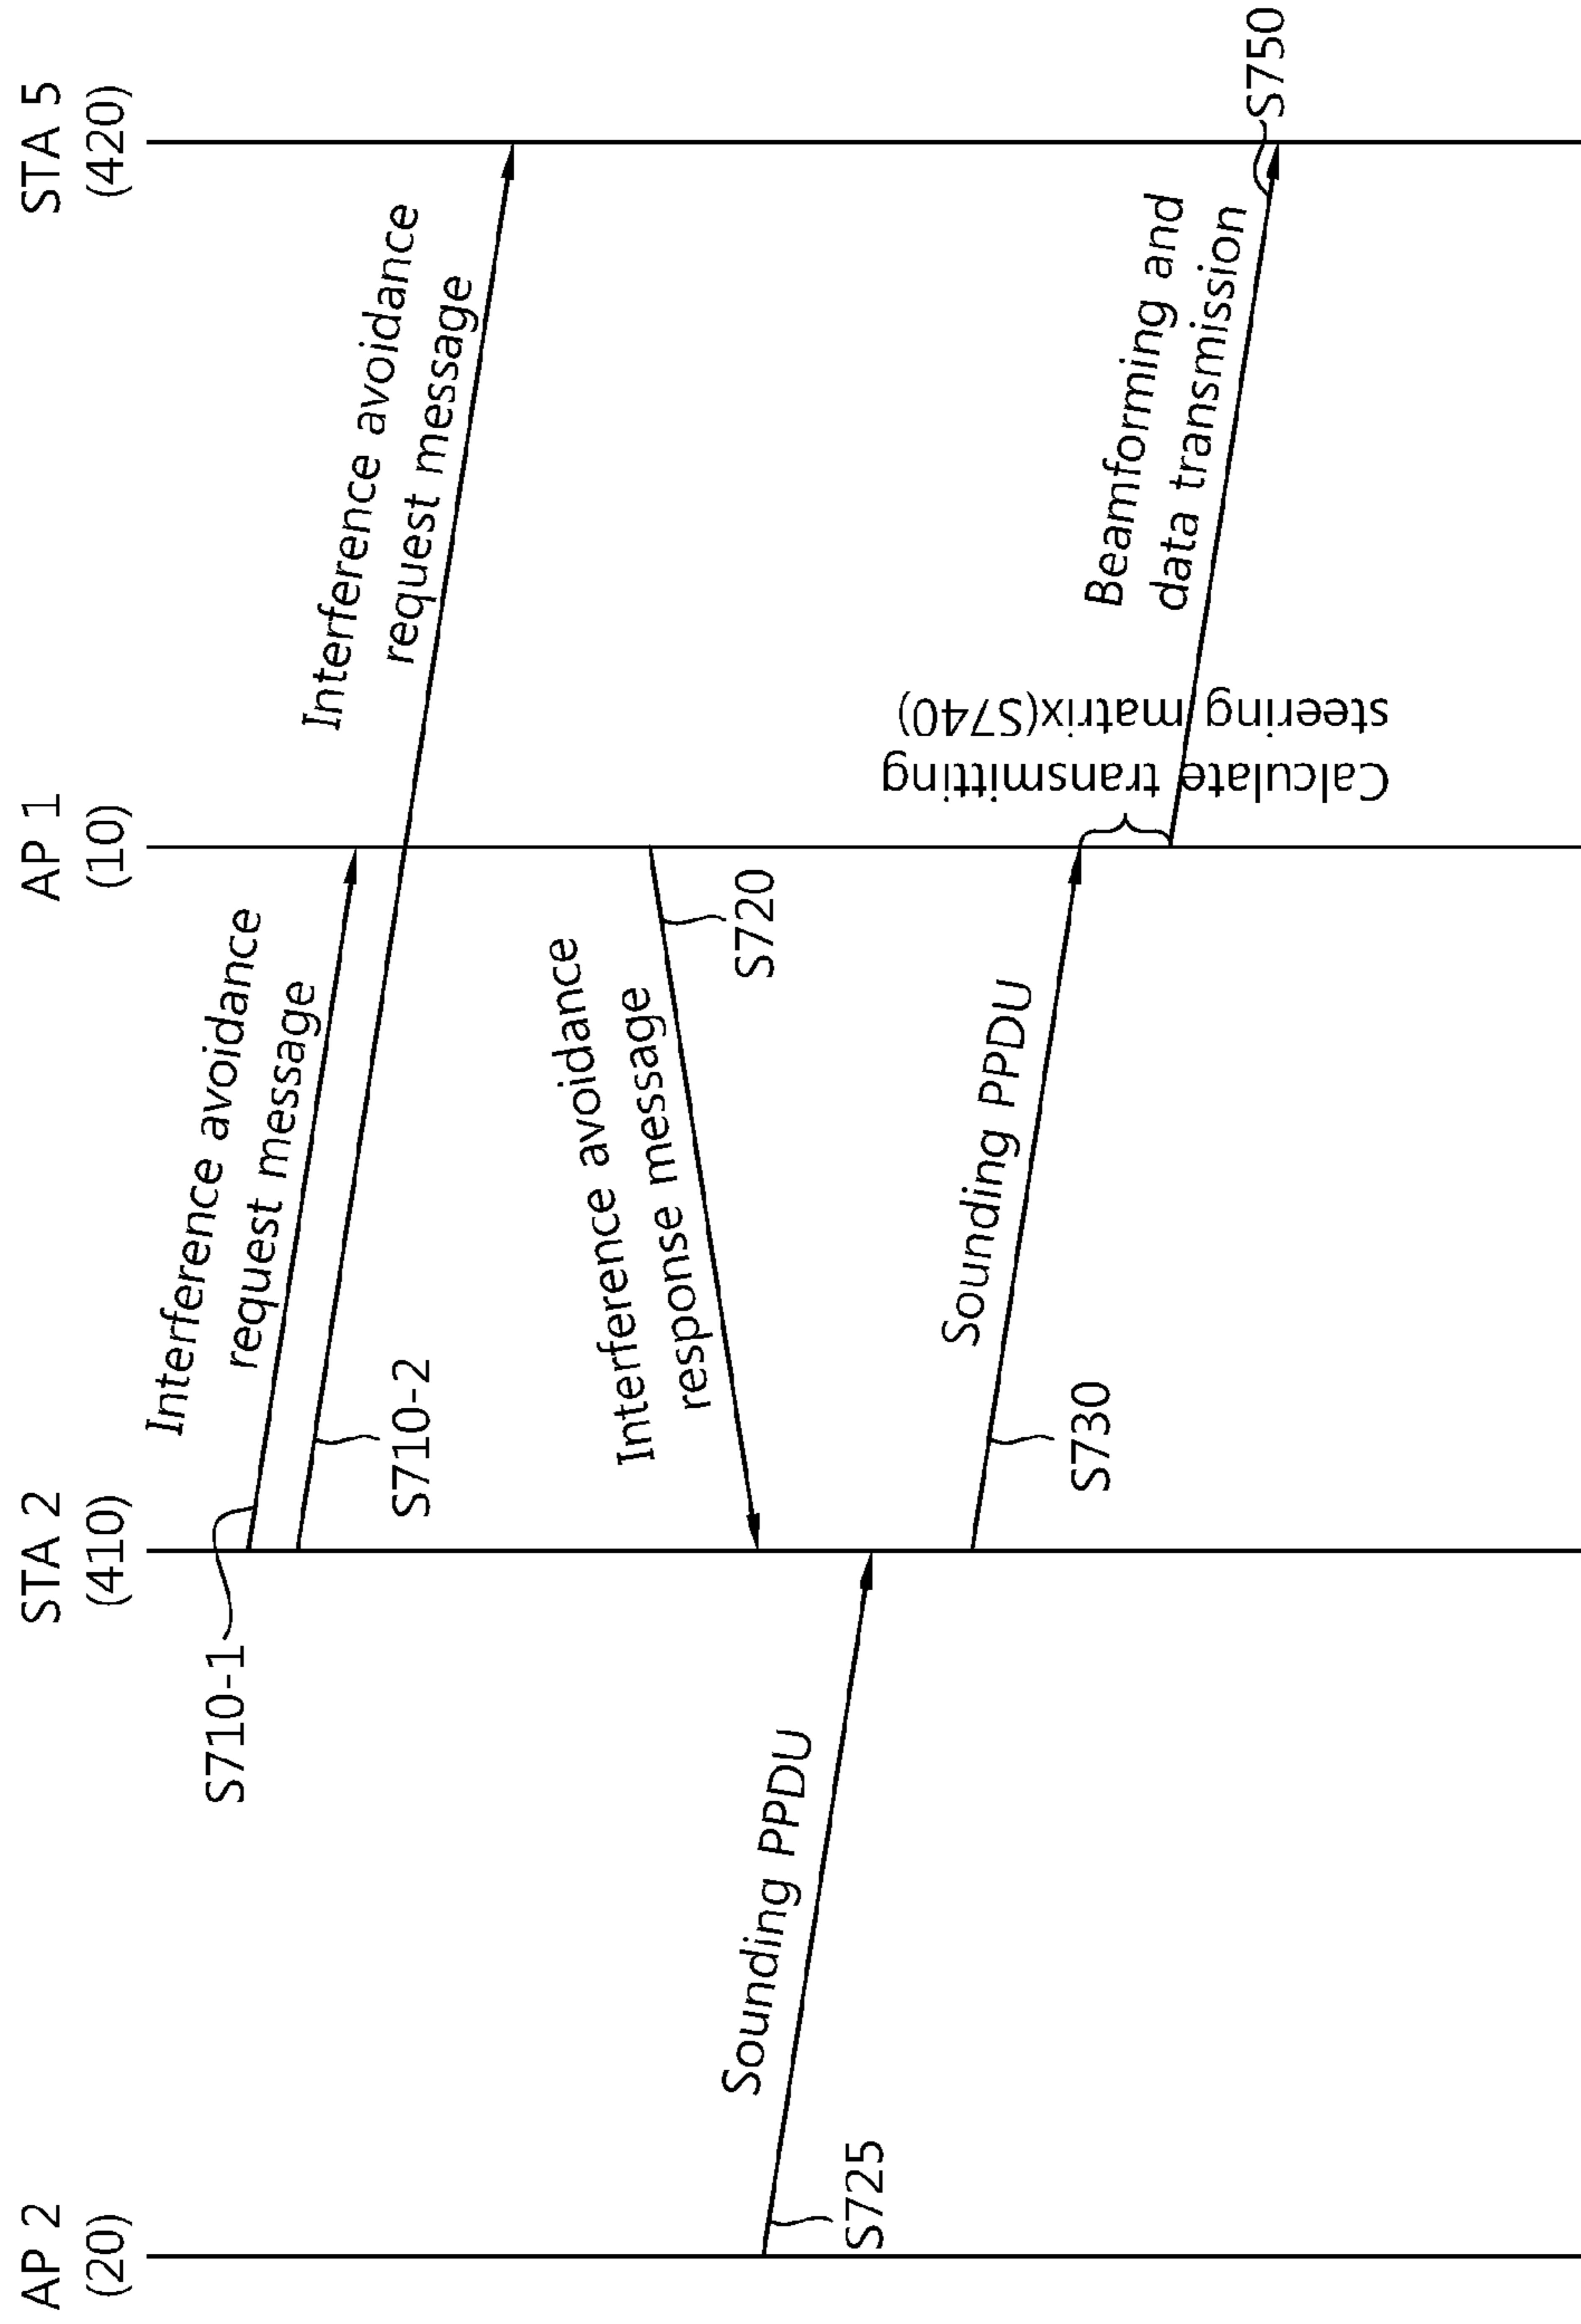 AP 2
(20)
STA 2
(410)
AP 1
(10)
STA 5
(420)
S710-1
Interference avoidance
request message
S710-2
Interference avoidance
request message
Interference avoidance
response message
S720
Sounding PPDU
S725
Sounding PPDU
S730
Calculate transmitting
steering matrix(S740)
Beamforming and
data transmission
S750